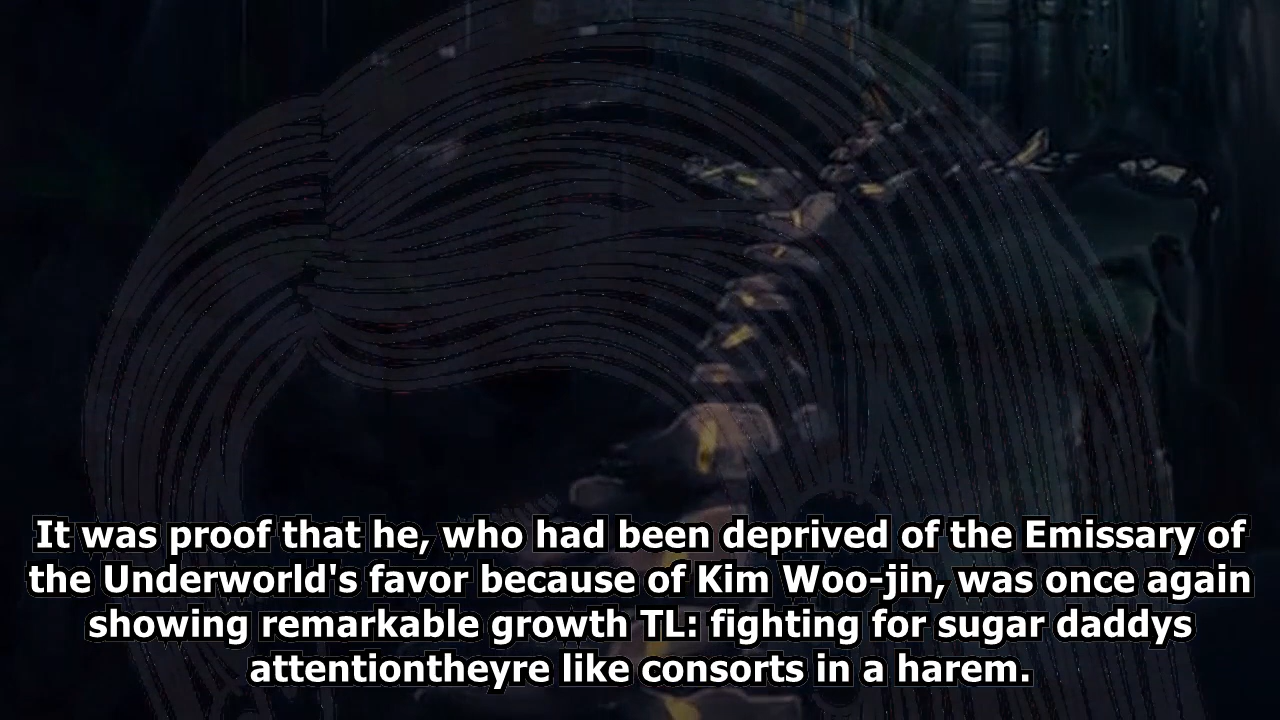 It was proof that he, who had been deprived of the Emissary of
the Underworld's favor because of Kim Woo-jin, was once again
showing remarkable growth TL: fighting for sugar daddys
attentiontheyre like consorts in a harem.